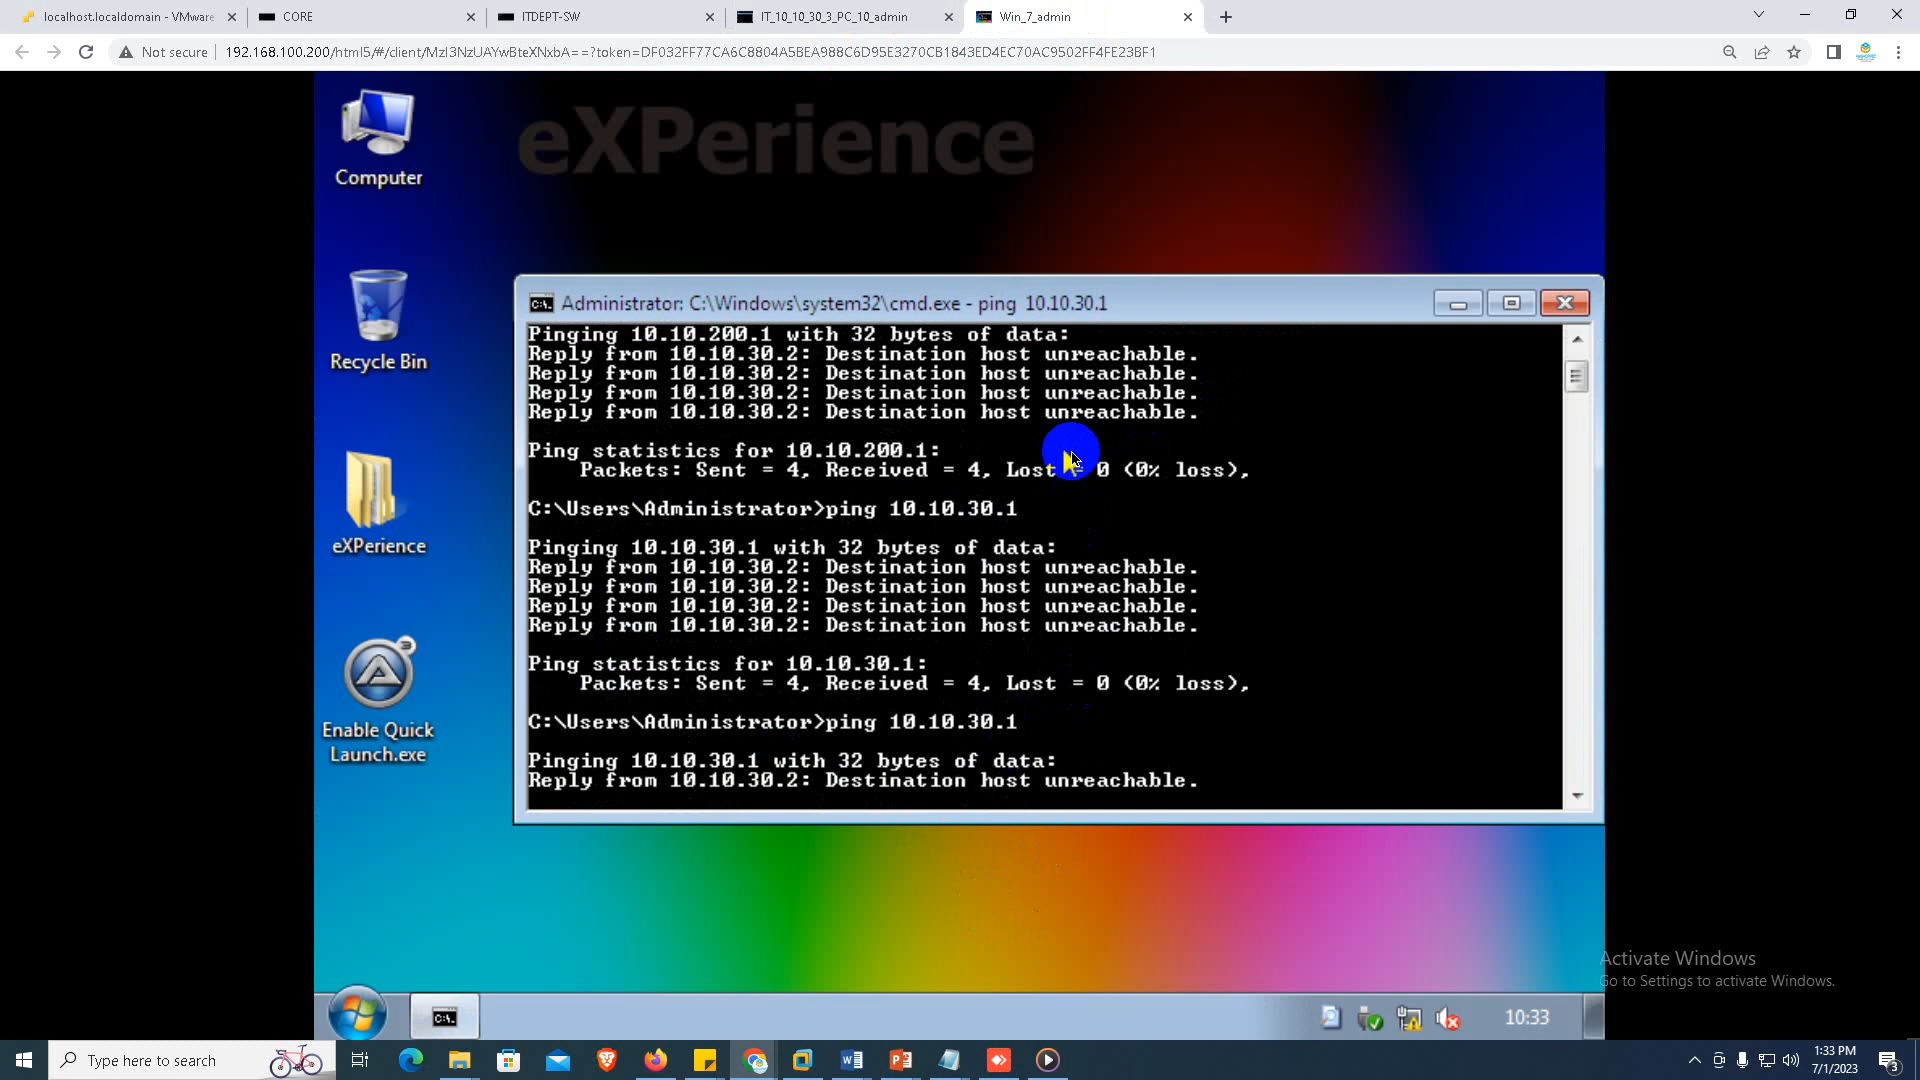 localhost.localdomain - VMware
CORE
ITDEPT-SW
IT_10_10_30_3_PC_10_admin
Win_7_admin
Not secure
192.168.100.200/html5/#/client/MzI3NzUAYwBteXNxbA==?token=DF032FF77CA6C8804A5BEA988C6D95E3270CB1843ED4EC70AC9502FF4FE23BF1
eXPerience
Computer
Recycle Bin
eXPerience
Enable Quick
Launch.exe
Administrator: C:\Windows\system32\cmd.exe - ping 10.10.30.1
Pinging 10.10.200.1 with 32 bytes of data:
Reply from 10.10.30.2: Destination host unreachable.
Reply from 10.10.30.2: Destination host unreachable.
Reply from 10.10.30.2: Destination host unreachable.
Reply from 10.10.30.2: Destination host unreachable.
Ping statistics for 10.10.200.1:
Packets: Sent = 4, Received = 4, Lost = 0 (0% loss),
C:\Users\Administrator>ping 10.10.30.1
Pinging 10.10.30.1 with 32 bytes of data:
Reply from 10.10.30.2: Destination host unreachable.
Reply from 10.10.30.2: Destination host unreachable.
Reply from 10.10.30.2: Destination host unreachable.
Reply from 10.10.30.2: Destination host unreachable.
Ping statistics for 10.10.30.1:
Packets: Sent = 4, Received = 4, Lost = 0 (0% loss),
C:\Users\Administrator>ping 10.10.30.1
Pinging 10.10.30.1 with 32 bytes of data:
Reply from 10.10.30.2: Destination host unreachable.
Activate Windows
Go to Settings to activate Windows.
10:33
Type here to search
1:33 PM
7/1/2023
3